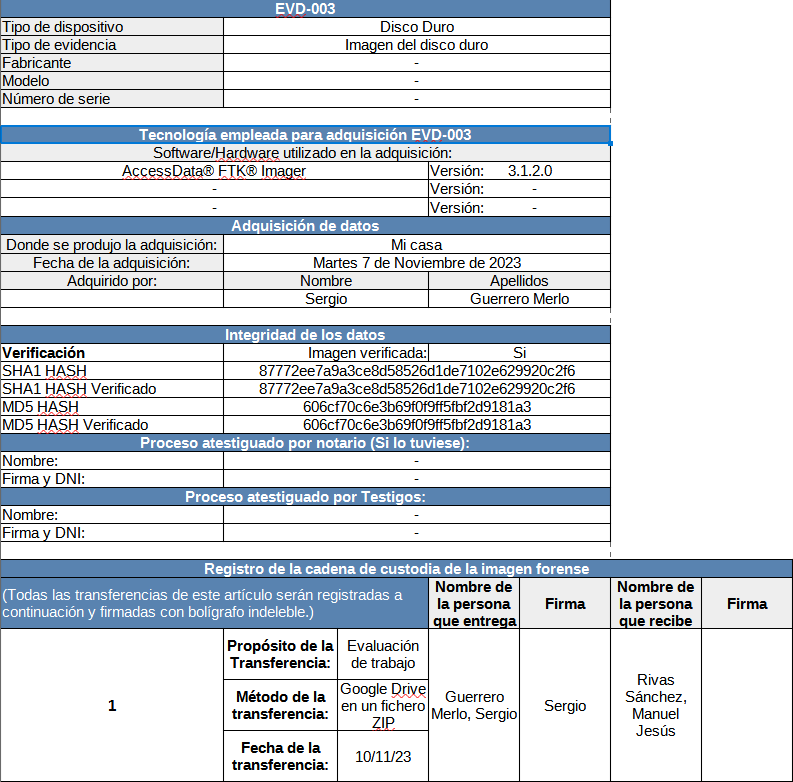 EVD-003
Tipo de dispositivo Disco Duro
Tipo de evidencia Imagen del disco duro
Fabricante -
Modelo -
Número de serie -
Tecnología empleada para adquisición EVD-003
Software/Hardware utilizado en la adquisición:
AccessData® FTK® Imager Versión: 3.1.2.0
- Versión: -
- Versión: -
Adquisición de datos
Donde se produjo la adquisición: Mi casa
Fecha de la adquisición: Martes 7 de Noviembre de 2023
Adquirido por: Nombre Apellidos
Sergio Guerrero Merlo
Integridad de los datos
Verificación Imagen verificada: Si
SHA1 HASH 87772ee7a9a3ce8d58526d1de7102e629920c2f6
SHA1 HASH Verificado 87772ee7a9a3ce8d58526d1de7102e629920c2f6
MD5 HASH 606cf70c6e3b69f0f9ff5fbf2d9181a3
MD5 HASH Verificado 606cf70c6e3b69f0f9ff5fbf2d9181a3
Proceso atestiguado por notario (Si lo tuviese):
Nombre: -
Firma y DNI: -
Proceso atestiguado por Testigos:
Nombre: -
Firma y DNI: -
Registro de la cadena de custodia de la imagen forense
(Todas las transferencias de este artículo serán registradas a
continuación y firmadas con bolígrafo indeleble.)
Nombre de
la persona
que entrega
Firma
Nombre de
la persona
que recibe
Firma
1
Propósito de la
Transferencia:
Evaluación
de trabajo
Método de la
transferencia:
Google Drive
en un fichero
ZIP
Fecha de la
transferencia:
10/11/23
Guerrero
Merlo, Sergio
Sergio
Rivas
Sánchez,
Manuel
Jesús